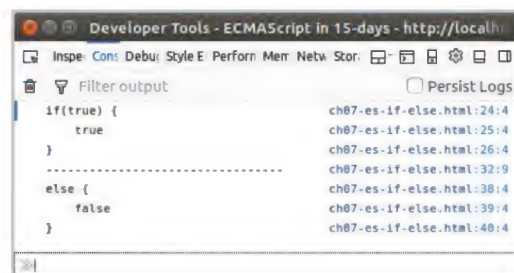 Developer Tools - ECMAScript in 15-days - http://localh
Inspe Cons Debu Style E Perforn Mem Netw Stor
Filter output Persist Logs
if(true) { ch07-es-if-else.html:24:4
true ch07-es-if-else.html:25:4
} ch07-es-if-else.html:26:4
--------------------------------- ch07-es-if-else.html:32:9
else { ch07-es-if-else.html:38:4
false ch07-es-if-else.html:39:4
} ch07-es-if-else.html:40:4